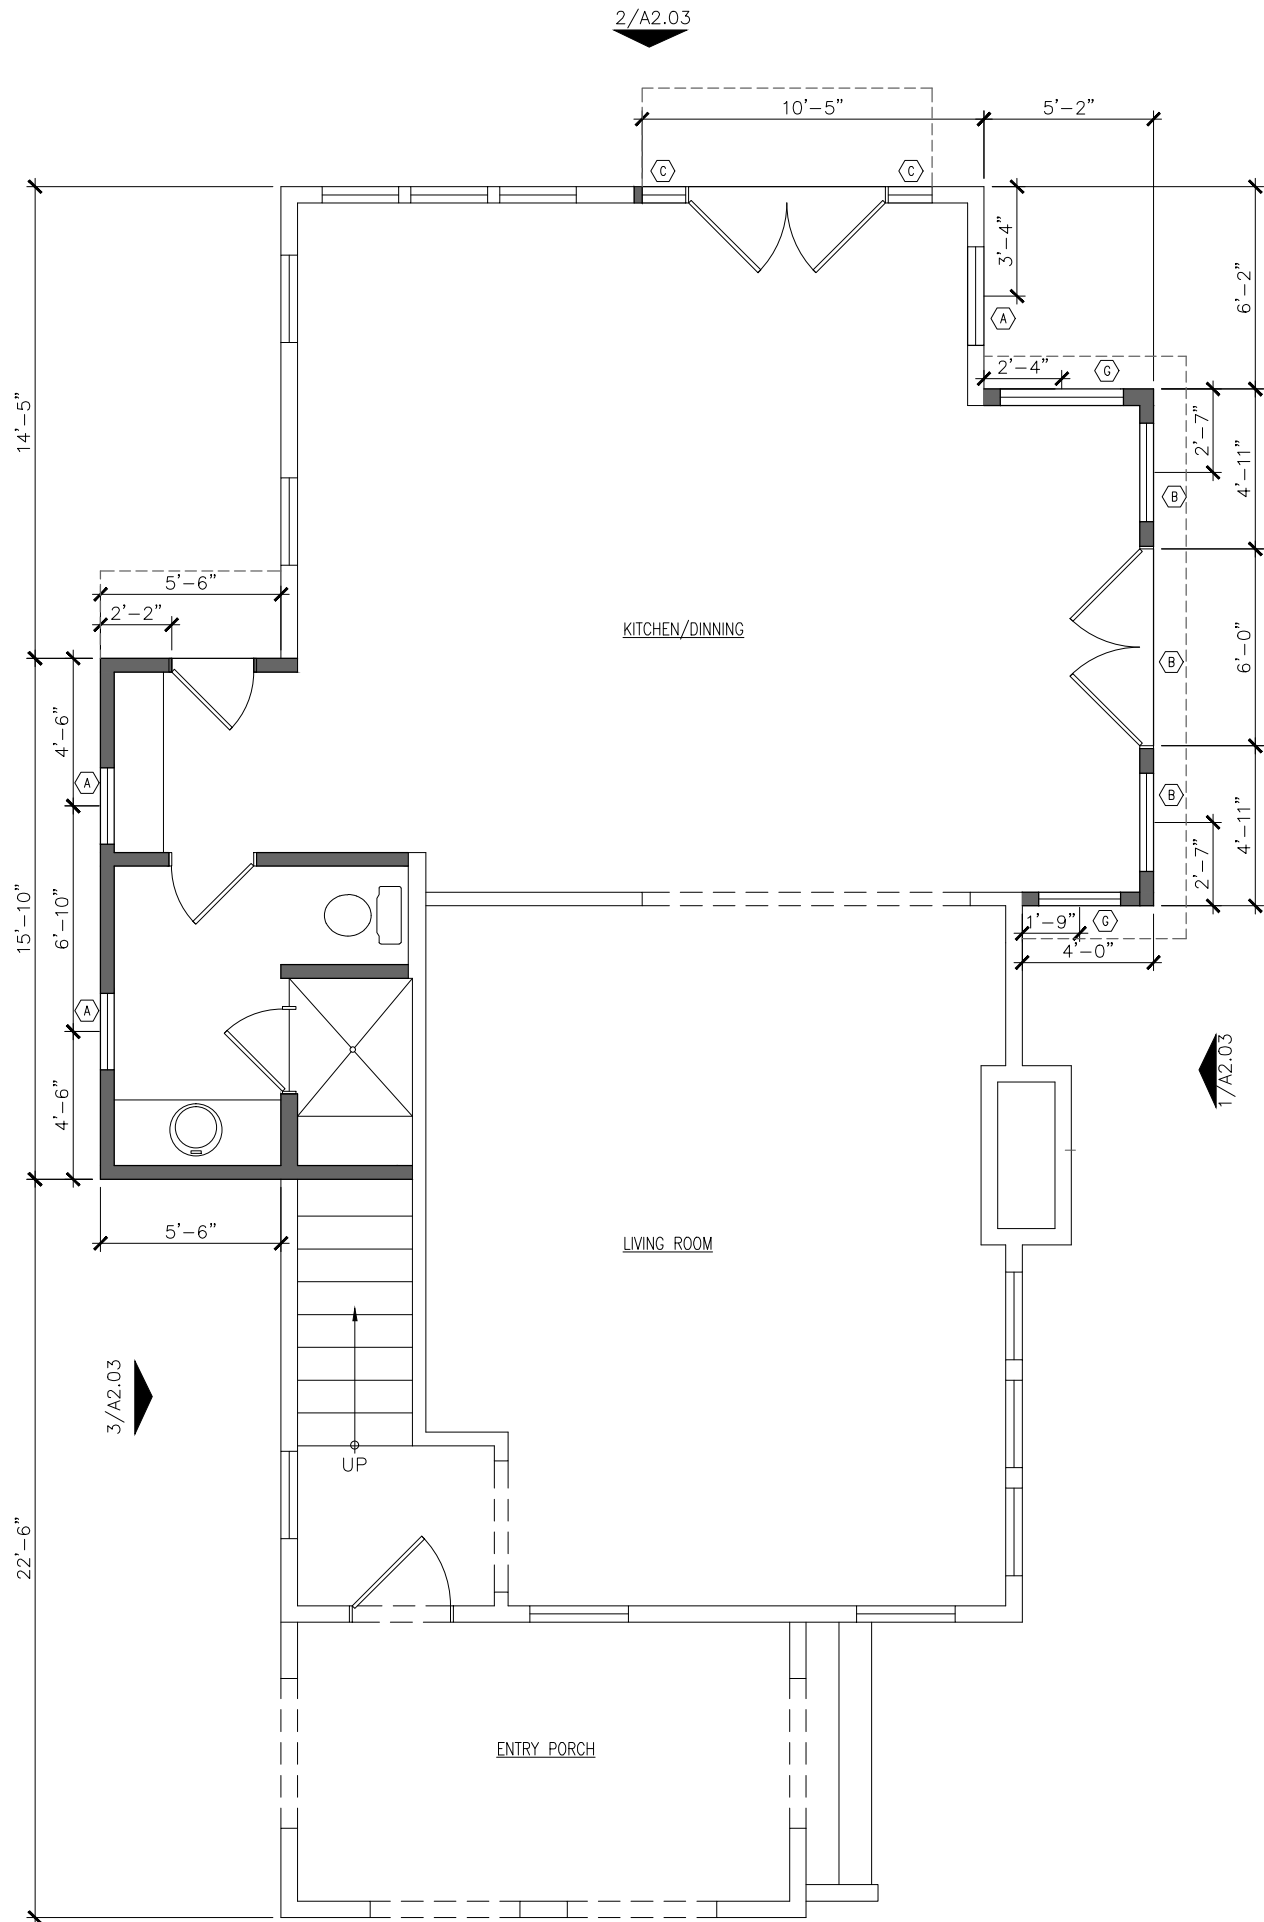 2/A2.03
10'-5"
5'-2"
C
C
3'-4"
6'-2"
A
2'-4"
G
14'-5"
2'-7"
4'-11"
B
5'-6"
2'-2"
KITCHEN/DINNING
6'-0"
B
4'-6"
A
B
4'-11"
2'-7"
15'-10"
6'-10"
1'-9"
G
4'-0"
A
1/A2.03
4'-6"
5'-6"
LIVING ROOM
3/A2.03
UP
22'-6"
ENTRY PORCH